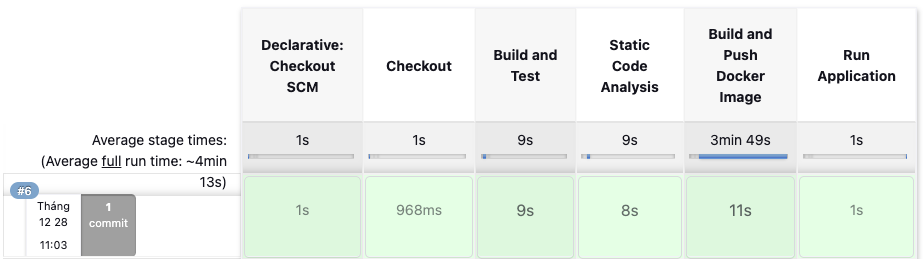 Declarative:
Checkout
SCM
Checkout
Build and
Test
Static
Code
Analysis
Build and
Push
Docker
Image
Run
Application
Average stage times:
(Average full run time: ~4min
13s)
1s
1s
9s
9s
3min 49s
1s
#6
Tháng
12 28
11:03
1
commit
1s
968ms
9s
8s
11s
1s